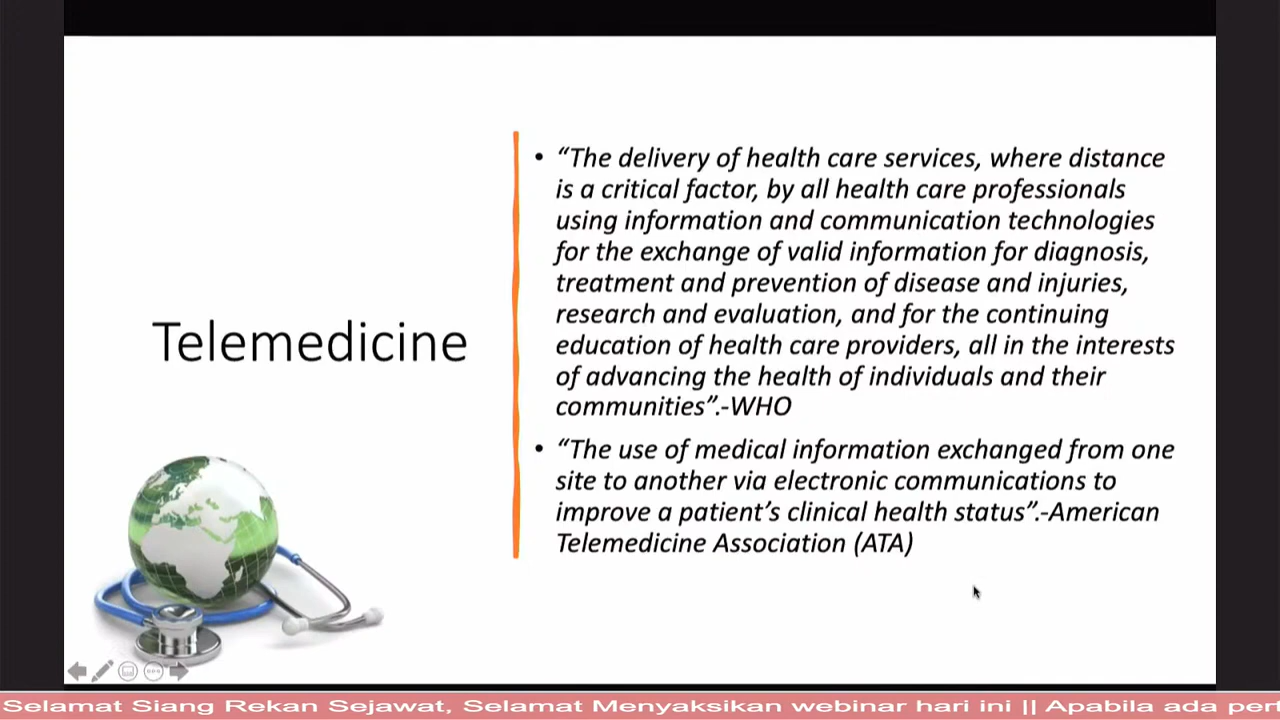 Telemedicine
• “The delivery of health care services, where distance
is a critical factor, by all health care professionals
using information and communication technologies
for the exchange of valid information for diagnosis,
treatment and prevention of disease and injuries,
research and evaluation, and for the continuing
education of health care providers, all in the interests
of advancing the health of individuals and their
communities”.-WHO
• “The use of medical information exchanged from one
site to another via electronic communications to
improve a patient’s clinical health status”.-American
Telemedicine Association (ATA)
Selamat Siang Rekan Sejawat, Selamat Menyaksikan webinar hari ini || Apabila ada per